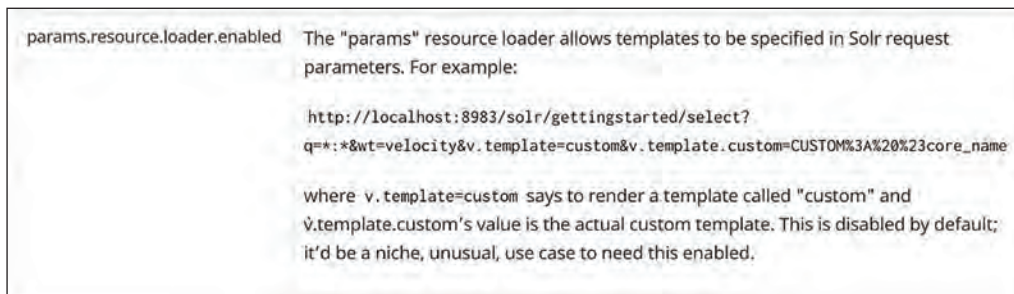 params.resource.loader.enabled The "params" resource loader allows templates to be specified in Solr request
parameters. For example:
http://localhost:8983/solr/gettingstarted/select?
q=*:*&wt=velocity&v.template=custom&v.template.custom=CUSTOM%3A%20%23core_name
where v.template=custom says to render a template called "custom" and
v.template.custom's value is the actual custom template. This is disabled by default;
it'd be a niche, unusual, use case to need this enabled.